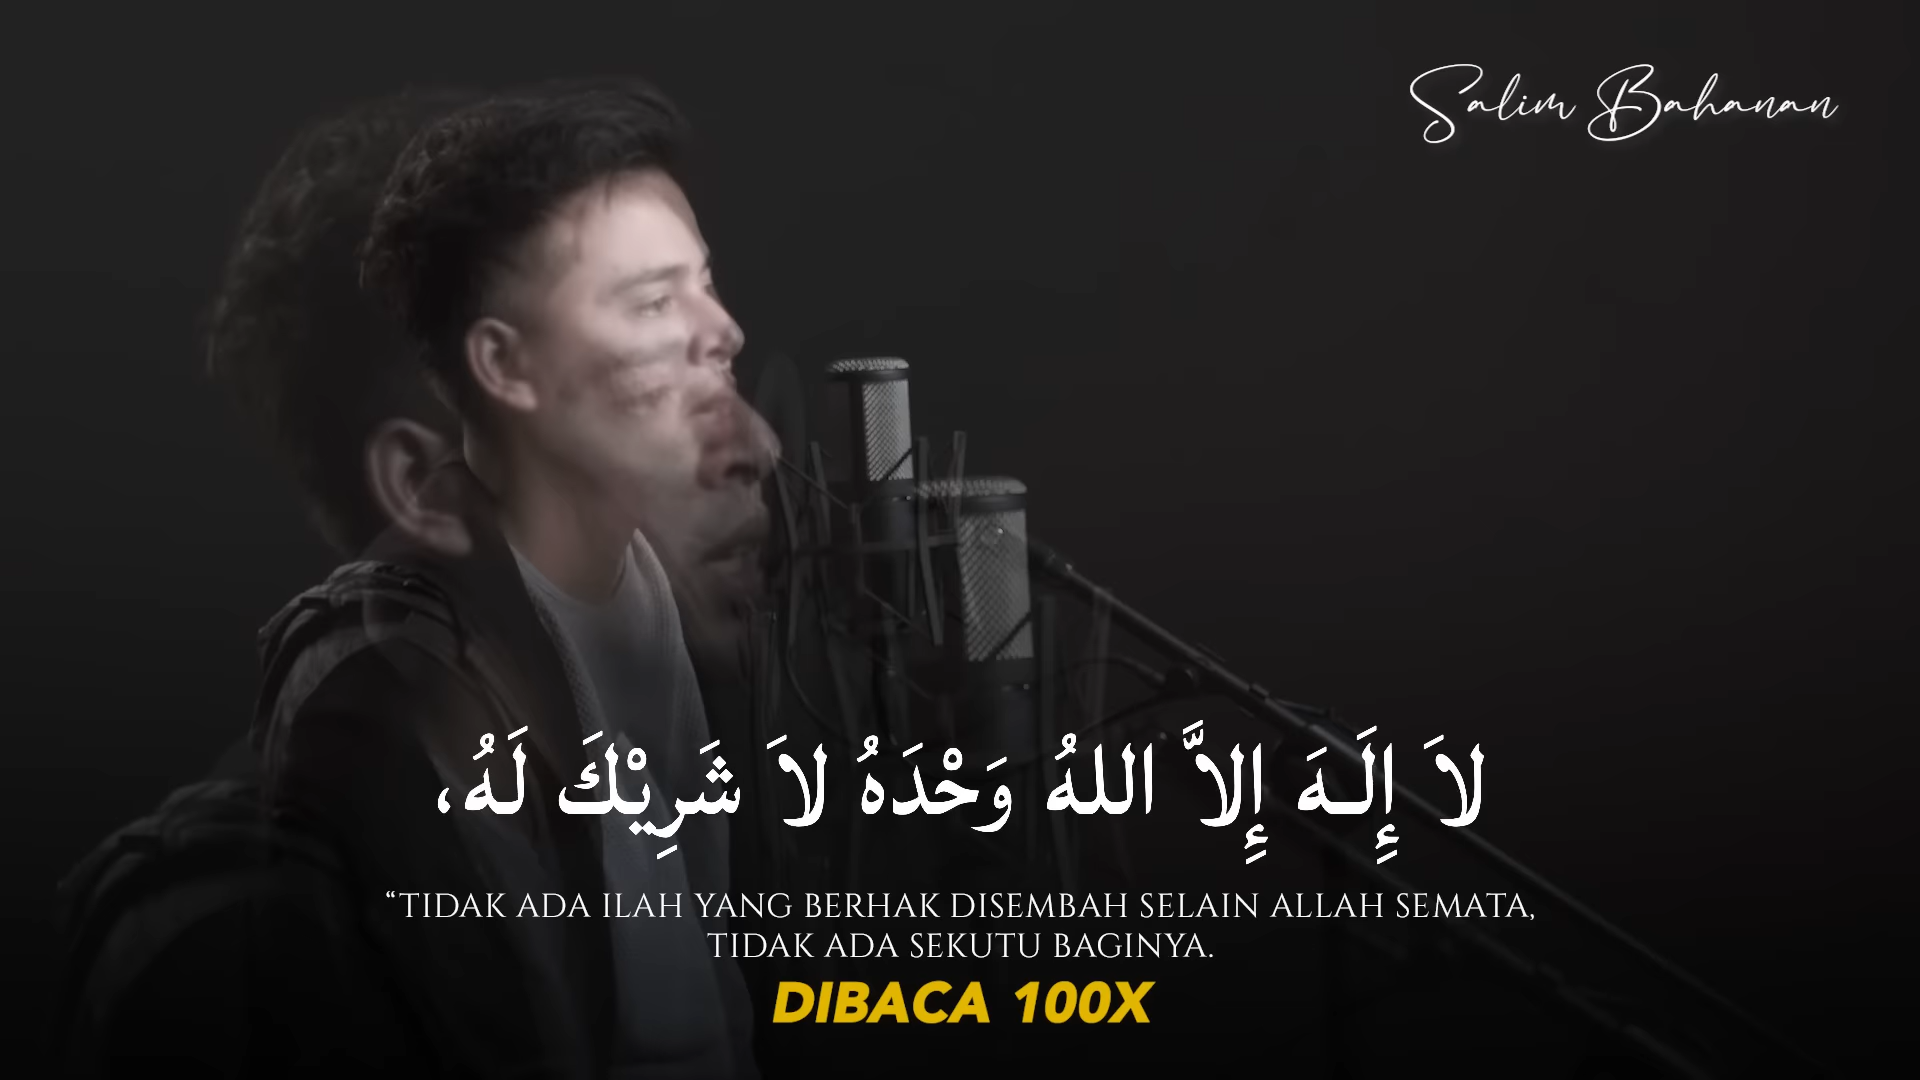 Salim Bahanan
لاَ إِلَـهَ إِلاَّ اللهُ وَحْدَهُ لاَ شَرِيْكَ لَهُ،
“TIDAK ADA ILAH YANG BERHAK DISEMBAH SELAIN ALLAH SEMATA,
TIDAK ADA SEKUTU BAGINYA.
DIBACA 100X